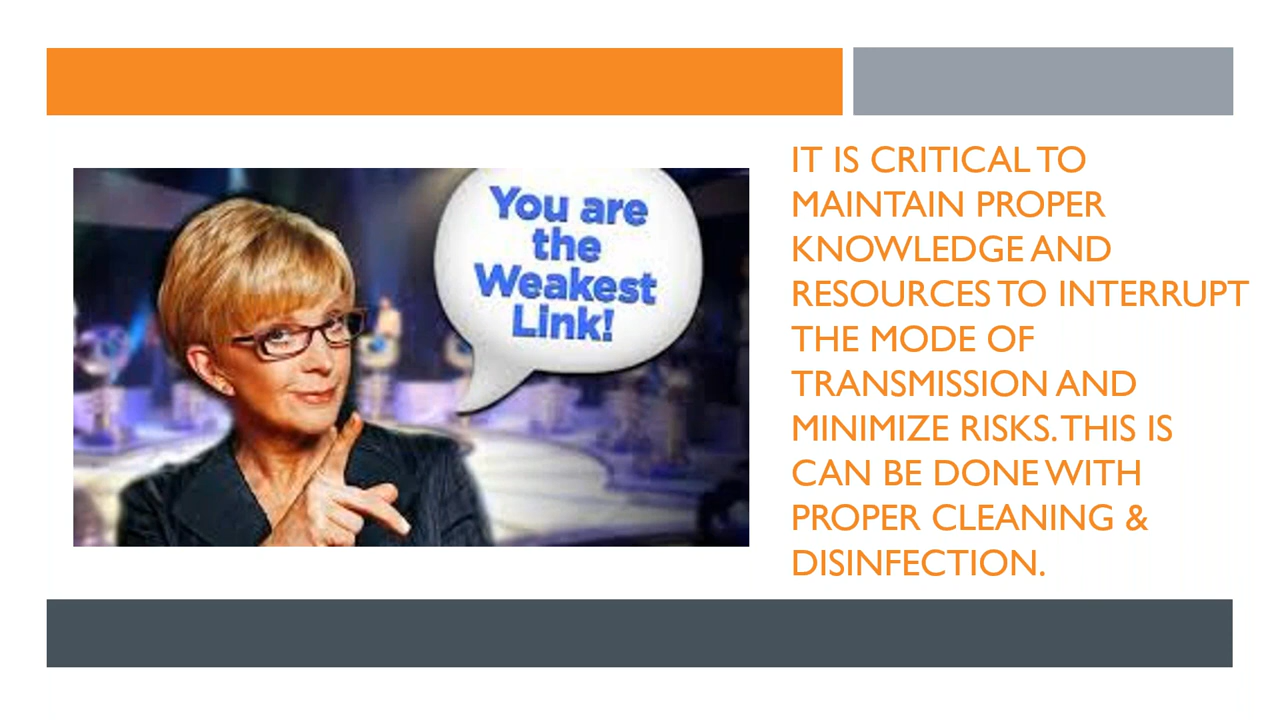 You are
the
Weakest
Link!
IT IS CRITICAL TO
MAINTAIN PROPER
KNOWLEDGE AND
RESOURCES TO INTERRUPT
THE MODE OF
TRANSMISSION AND
MINIMIZE RISKS. THIS IS
CAN BE DONE WITH
PROPER CLEANING &
DISINFECTION.